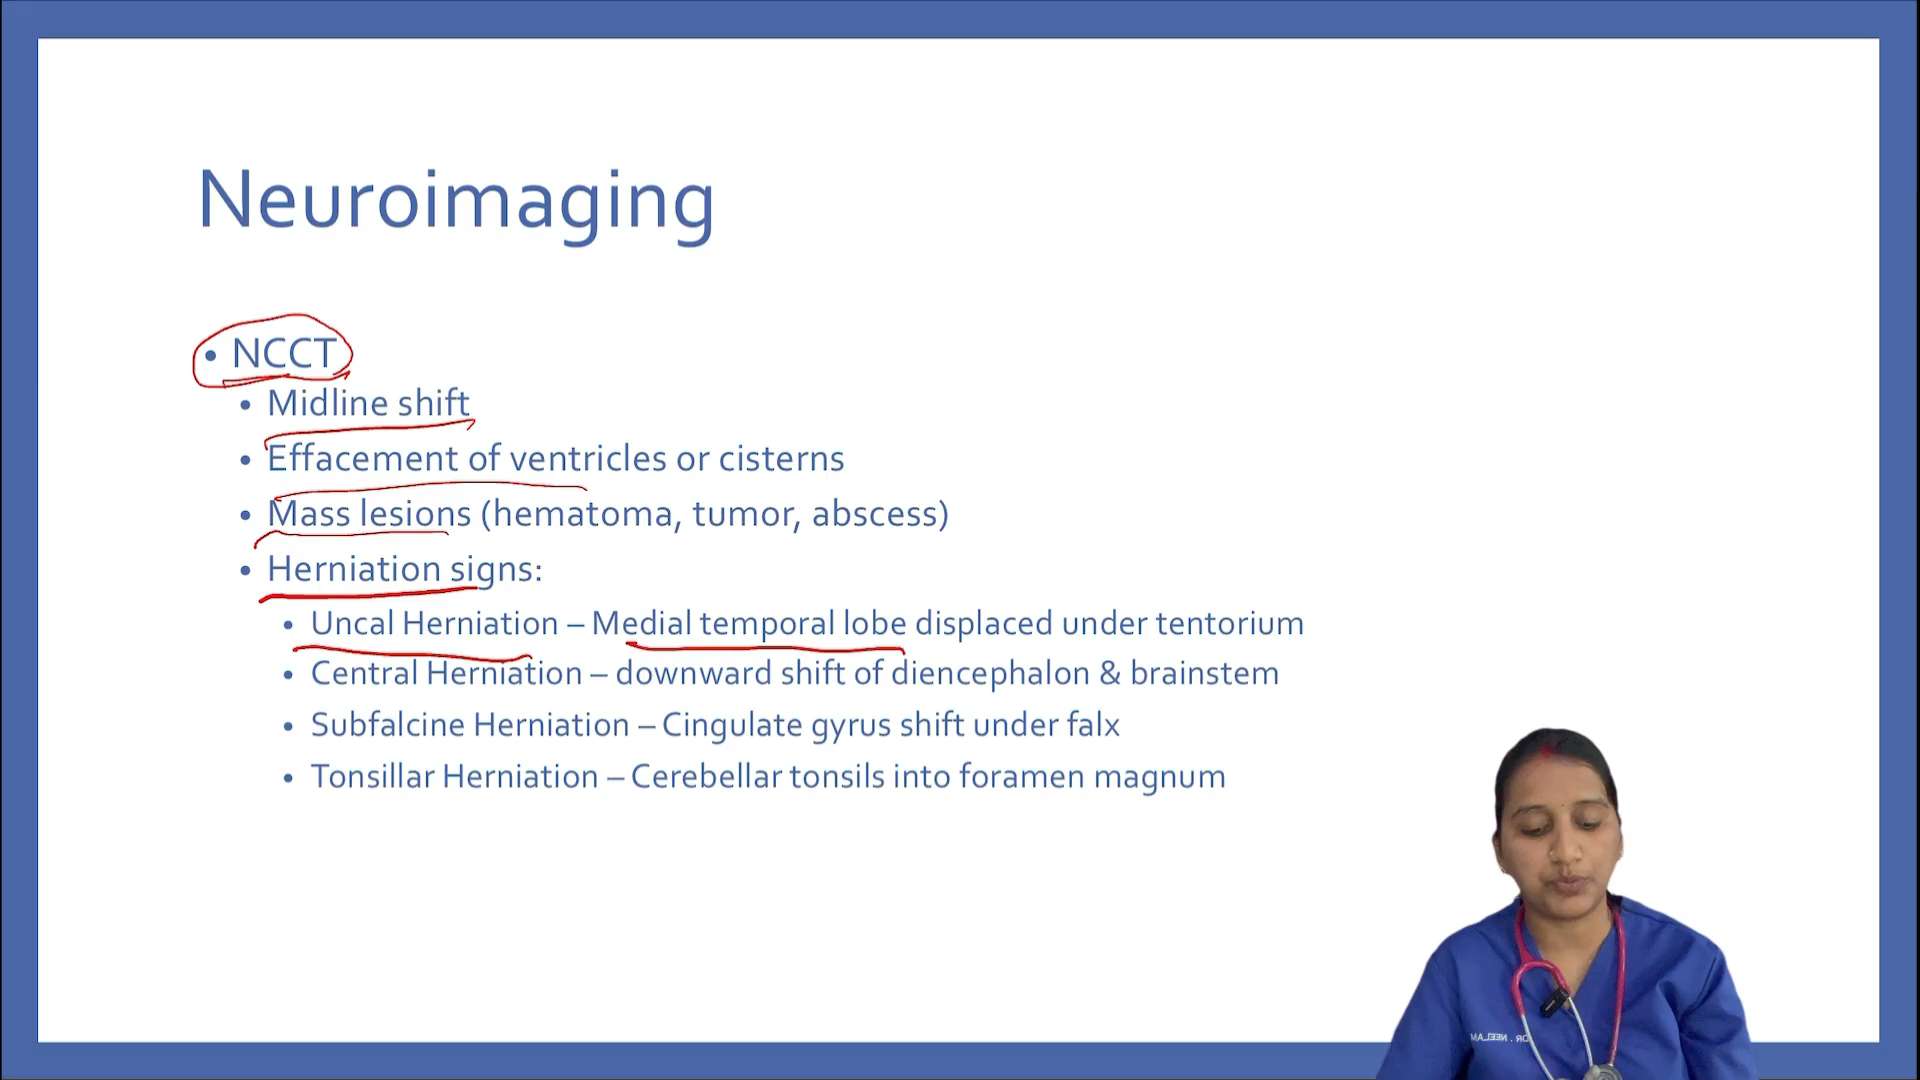 Neuroimaging
• NCCT
• Midline shift
• Effacement of ventricles or cisterns
• Mass lesions (hematoma, tumor, abscess)
• Herniation signs:
• Uncal Herniation – Medial temporal lobe displaced under tentorium
• Central Herniation – downward shift of diencephalon & brainstem
• Subfalcine Herniation – Cingulate gyrus shift under falx
• Tonsillar Herniation – Cerebellar tonsils into foramen magnum
DR. NEELAM